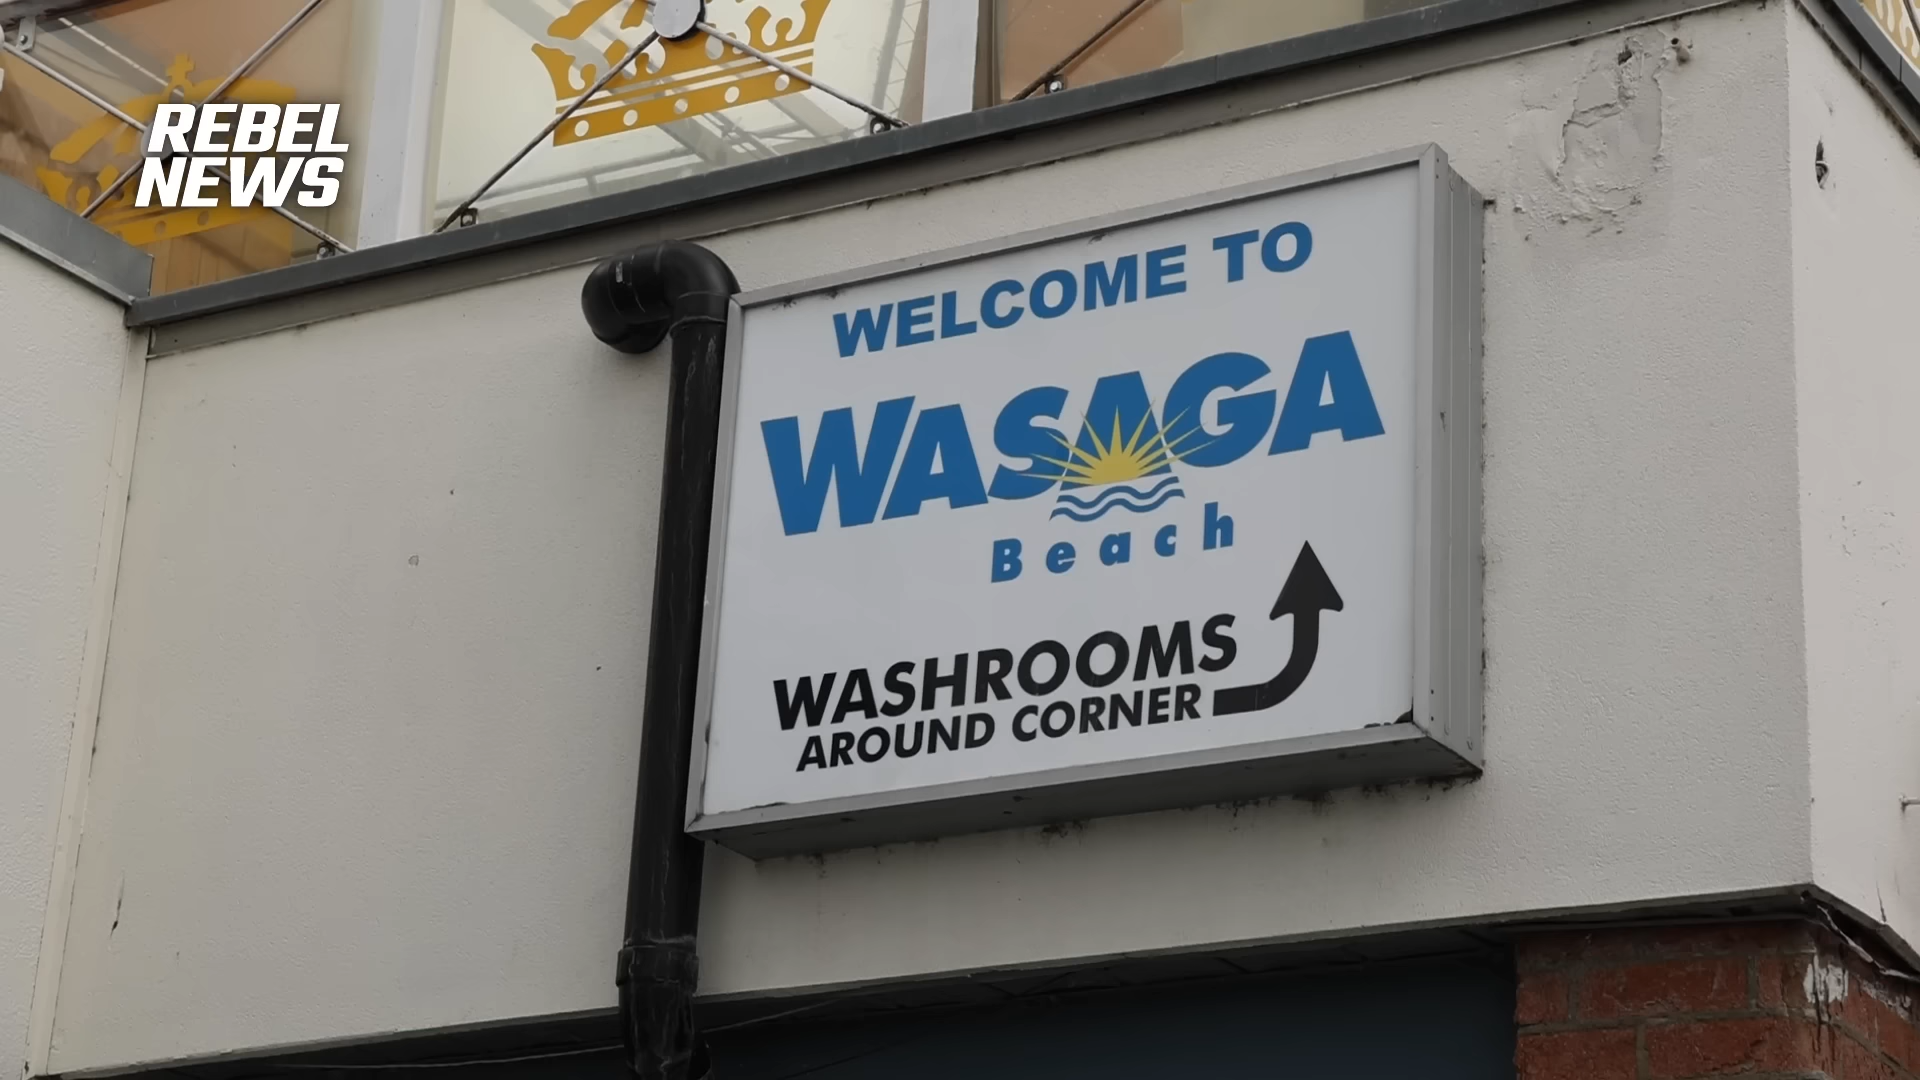 REBEL
NEWS
WELCOME TO
WASAGA
Beach
WASHROOMS
AROUND CORNER